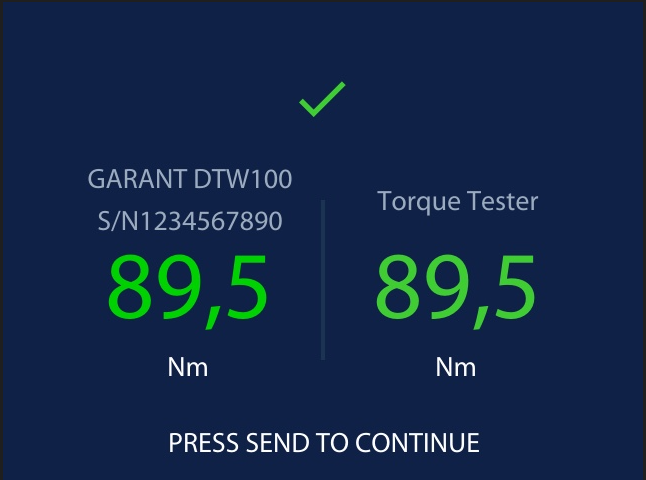 GARANT DTW100
S/N1234567890
89,5
Nm
Torque Tester
89,5
Nm
PRESS SEND TO CONTINUE